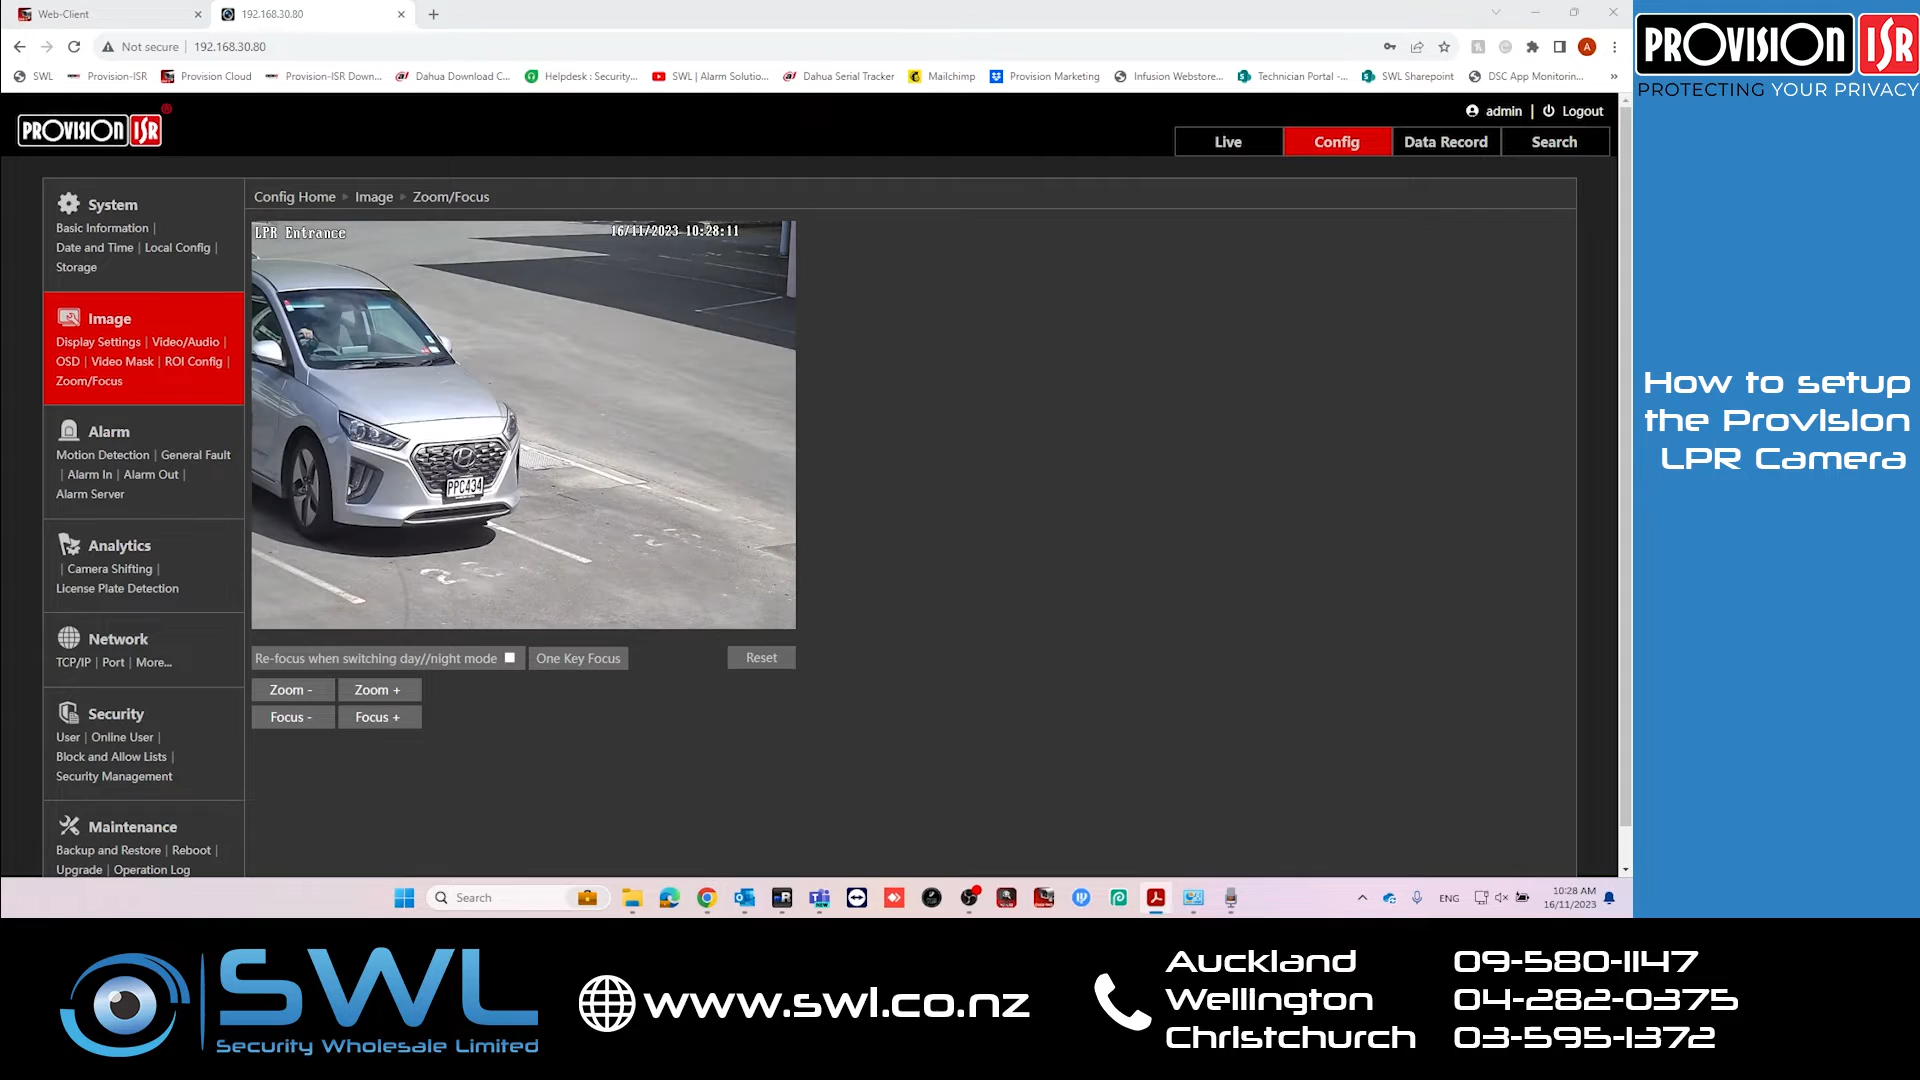 Web-Client
192.168.30.80
Not secure | 192.168.30.80
SWL
Provision-ISR
Provision Cloud
Provision-ISR Down...
Dahua Download C...
Helpdesk : Security...
SWL | Alarm Solutio...
Dahua Serial Tracker
Mailchimp
Provision Marketing
Infusion Webstore...
Technician Portal -...
SWL Sharepoint
DSC App Monitorin...
PROVISION ISR
PROTECTING YOUR PRIVACY
PROVISION ISR
admin | Logout
Live
Config
Data Record
Search
System
Basic Information |
Date and Time | Local Config |
Storage
Image
Display Settings | Video/Audio |
OSD | Video Mask | ROI Config |
Zoom/Focus
Alarm
Motion Detection | General Fault
| Alarm In | Alarm Out |
Alarm Server
Analytics
| Camera Shifting |
License Plate Detection
Network
TCP/IP | Port | More...
Security
User | Online User |
Block and Allow Lists |
Security Management
Maintenance
Backup and Restore | Reboot |
Upgrade | Operation Log
Config Home ▸ Image ▸ Zoom/Focus
LPR Entrance
16/11/2023 10:28:11
PPC434
Re-focus when switching day//night mode
One Key Focus
Reset
Zoom -
Zoom +
Focus -
Focus +
How to setup
the Provision
LPR Camera
Search
ENG
10:28 AM
16/11/2023
SWL
Security Wholesale Limited
www.swl.co.nz
Auckland 09-580-1147
Wellington 04-282-0375
Christchurch 03-595-1372